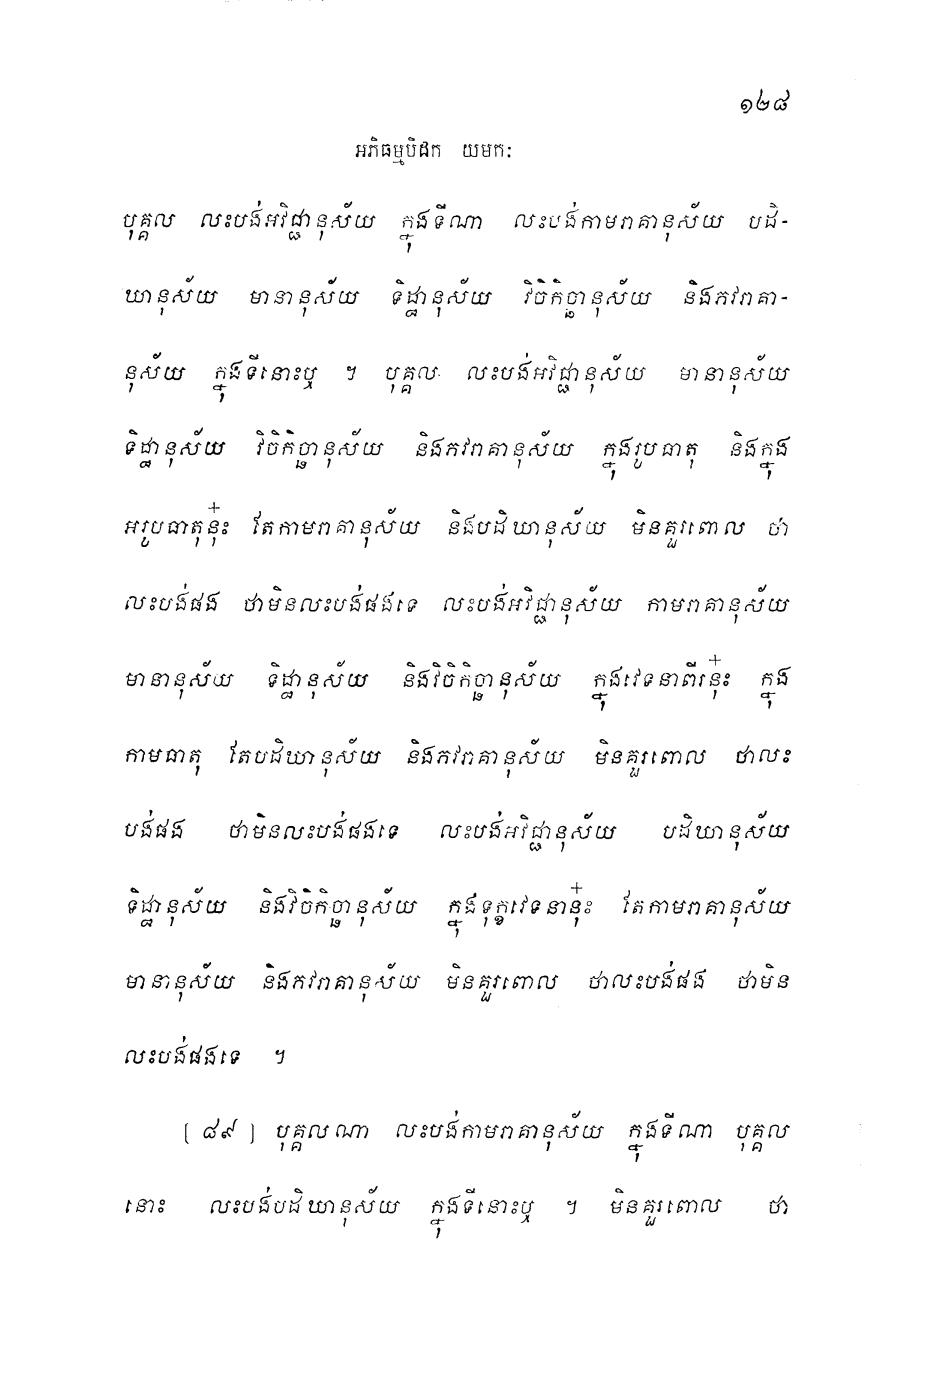 ១២៨
អភិធម្មបិដក យមក:
បុគ្គល លះបង់អវិជ្ជានុស័យ ក្នុងទីណា លះបង់កាមរាគានុស័យ បដិ-
ឃានុស័យ មានានុស័យ ទិដ្ឋានុស័យ វិចិកិច្ឆានុស័យ និងភវរាគា-
នុស័យ ក្នុងទីនោះឬ ។ បុគ្គល លះបង់អវិជ្ជានុស័យ មានានុស័យ
ទិដ្ឋានុស័យ វិចិកិច្ឆានុស័យ និងភវរាគានុស័យ ក្នុងរូបធាតុ និងក្នុង
អរូបធាតុនុ៎ះ តែកាមរាគានុស័យ និងបដិឃានុស័យ មិនគួរពោល ថា
លះបង់ផង ថាមិនលះបង់ផងទេ លះបង់អវិជ្ជានុស័យ កាមរាគានុស័យ
មានានុស័យ ទិដ្ឋានុស័យ និងវិចិកិច្ឆានុស័យ ក្នុងវេទនាពីរនុ៎ះ ក្នុង
កាមធាតុ តែបដិឃានុស័យ និងភវរាគានុស័យ មិនគួរពោល ថាលះ
បង់ផង ថាមិនលះបង់ផងទេ លះបង់អវិជ្ជានុស័យ បដិឃានុស័យ
ទិដ្ឋានុស័យ និងវិចិកិច្ឆានុស័យ ក្នុងទុក្ខវេទនានុ៎ះ តែកាមរាគានុស័យ
មានានុស័យ និងភវរាគានុស័យ មិនគួរពោល ថាលះបង់ផង ថាមិន
លះបង់ផងទេ ។
[ ៨៩ ] បុគ្គលណា លះបង់កាមរាគានុស័យ ក្នុងទីណា បុគ្គល
នោះ លះបង់បដិឃានុស័យ ក្នុងទីនោះឬ ។ មិនគួរពោល ថា